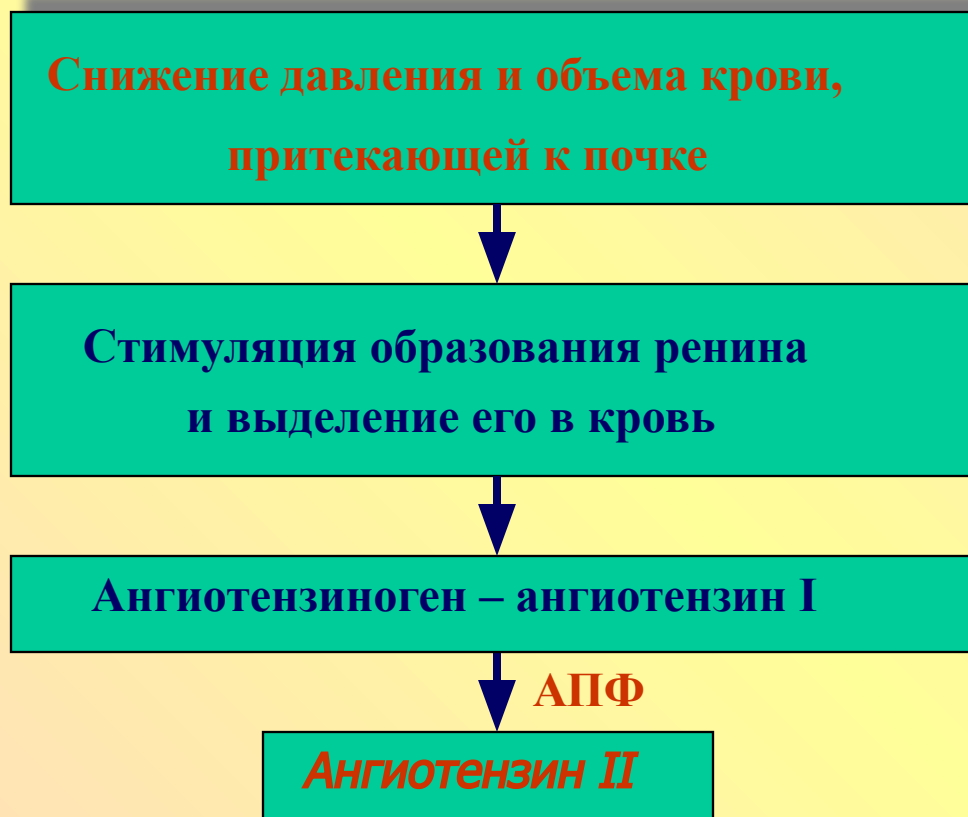 Снижение давления и объема крови,
притекающей к почке
Стимуляция образования ренина
и выделение его в кровь
Ангиотензиноген – ангиотензин I
АПФ
Ангиотензин II